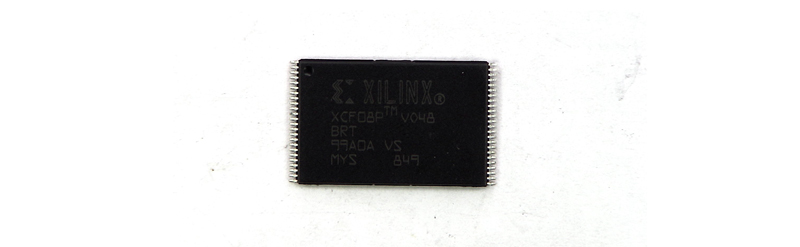 XILINX®
XCF08P™ V048
BRT
99ADA VS
MYS 849